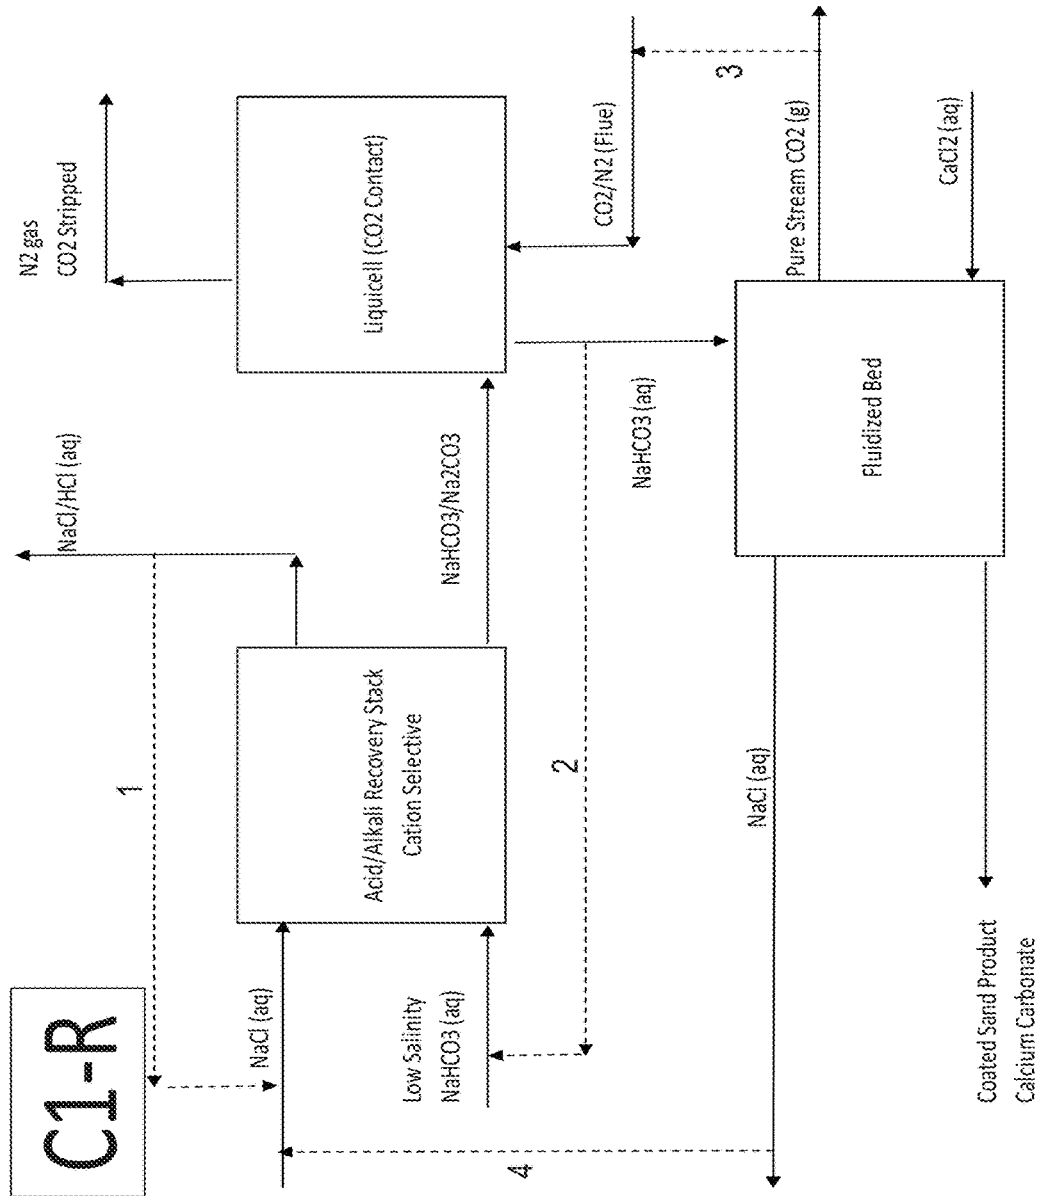 C1-R
1
NaCl/HCl (aq)
N2 gas
CO2 Stripped
NaCl (aq)
Acid/Alkali Recovery Stack
Cation Selective
Liquicell (CO2 Contact)
Low Salinity
NaHCO3 (aq)
NaHCO3/Na2CO3
2
CO2/N2 (Flue)
3
NaHCO3 (aq)
4
NaCl (aq)
Pure Stream CO2 (g)
Fluidized Bed
CaCl2 (aq)
Coated Sand Product
Calcium Carbonate